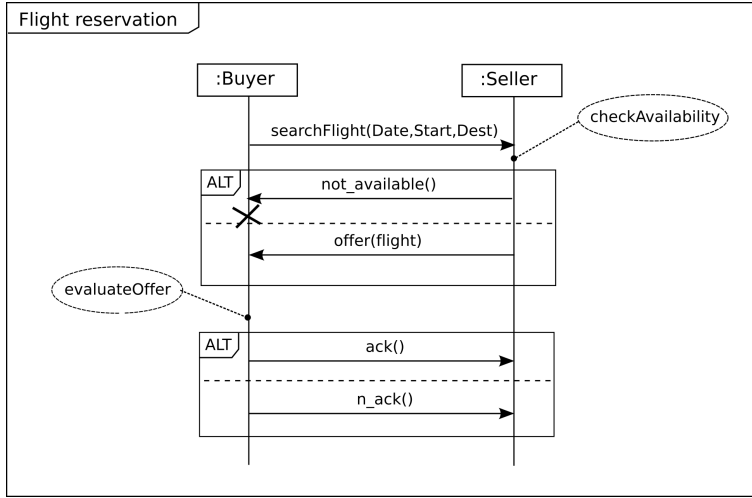 Flight reservation
:Buyer
:Seller
searchFlight(Date,Start,Dest)
checkAvailability
ALT
not_available()
offer(flight)
evaluateOffer
ALT
ack()
n_ack()